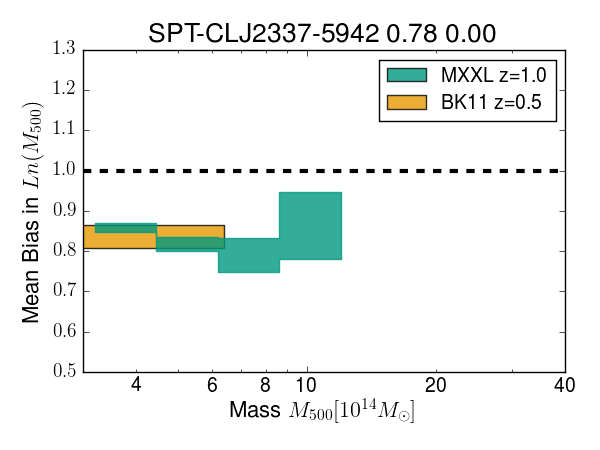 SPT-CLJ2337-5942 0.78 0.00
MXXL z=1.0
BK11 z=0.5
1.3
1.2
1.1
1.0
0.9
0.8
0.7
0.6
0.5
Mean Bias in Ln(M₅₀₀)
4 6 8 10 20 40
Mass M₅₀₀[10¹⁴M☉]